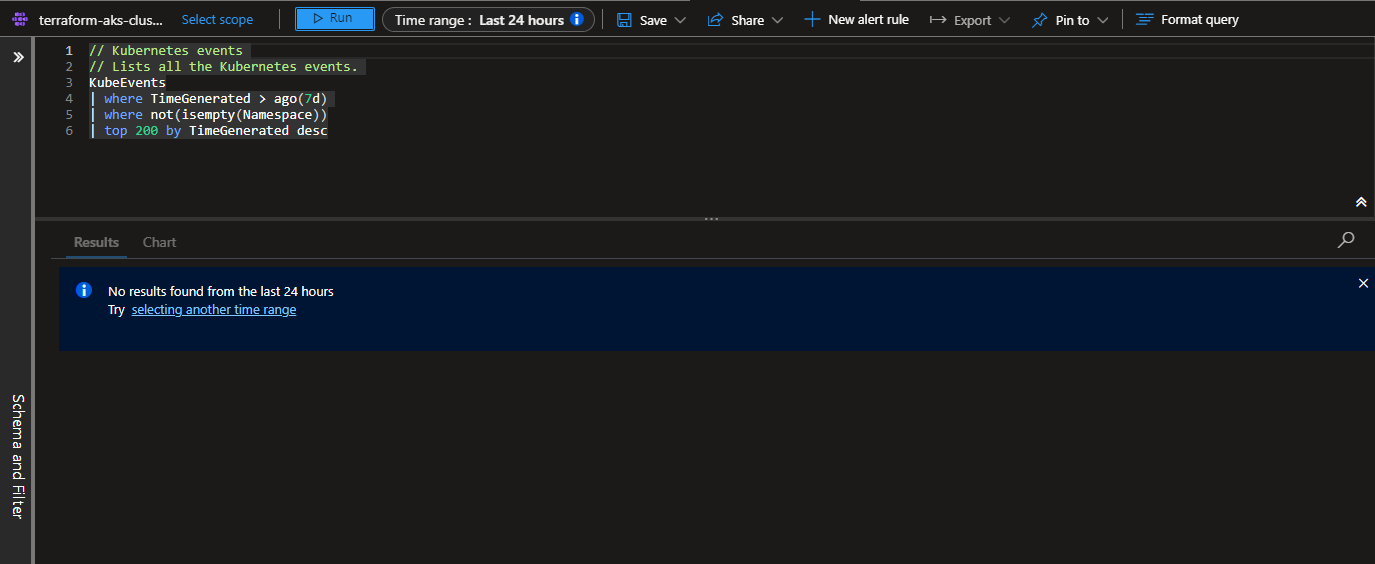 terraform-aks-clus... Select scope Run Time range : Last 24 hours Save Share New alert rule Export Pin to Format query
1 // Kubernetes events
2 // Lists all the Kubernetes events.
3 KubeEvents
4 | where TimeGenerated > ago(7d)
5 | where not(isempty(Namespace))
6 | top 200 by TimeGenerated desc
Results Chart
No results found from the last 24 hours
Try selecting another time range
Schema and Filter